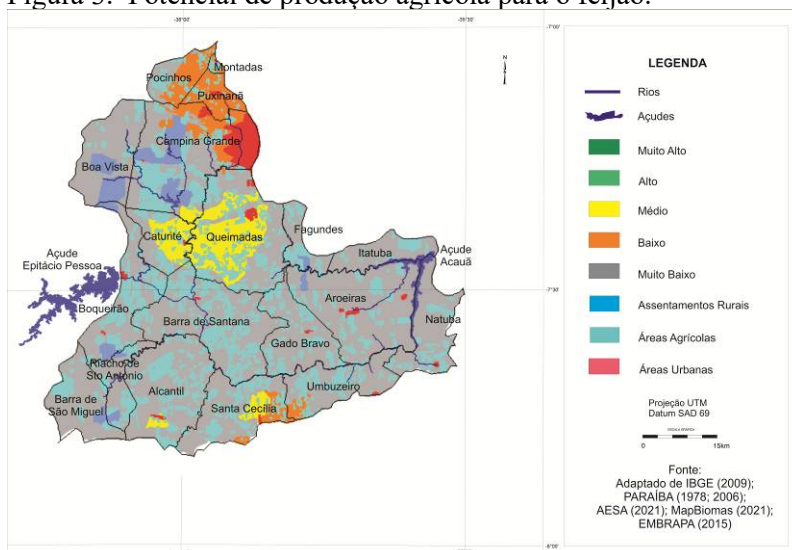 Figura 3. Potencial de produção agrícola para o feijão.
-36°00'
-35°30'
-7°00'
Montadas
Pocinhos
Puxinanã
Campina Grande
Boa Vista
Fagundes
Caturité
Queimadas
Itatuba
Açude
Acauã
Açude
Epitácio Pessoa
-7°30'
Boqueirão
Aroeiras
Natuba
Barra de Santana
Gado Bravo
Riacho de
Sto Antônio
Umbuzeiro
Barra de
São Miguel
Alcantil
Santa Cecília
-8°00'
N
LEGENDA
Rios
Açudes
Muito Alto
Alto
Médio
Baixo
Muito Baixo
Assentamentos Rurais
Áreas Agrícolas
Áreas Urbanas
Projeção UTM
Datum SAD 69
ESCALA GRÁFICA
0 15km
Fonte:
Adaptado de IBGE (2009);
PARAÍBA (1978; 2006);
AESA (2021); MapBiomas (2021);
EMBRAPA (2015)